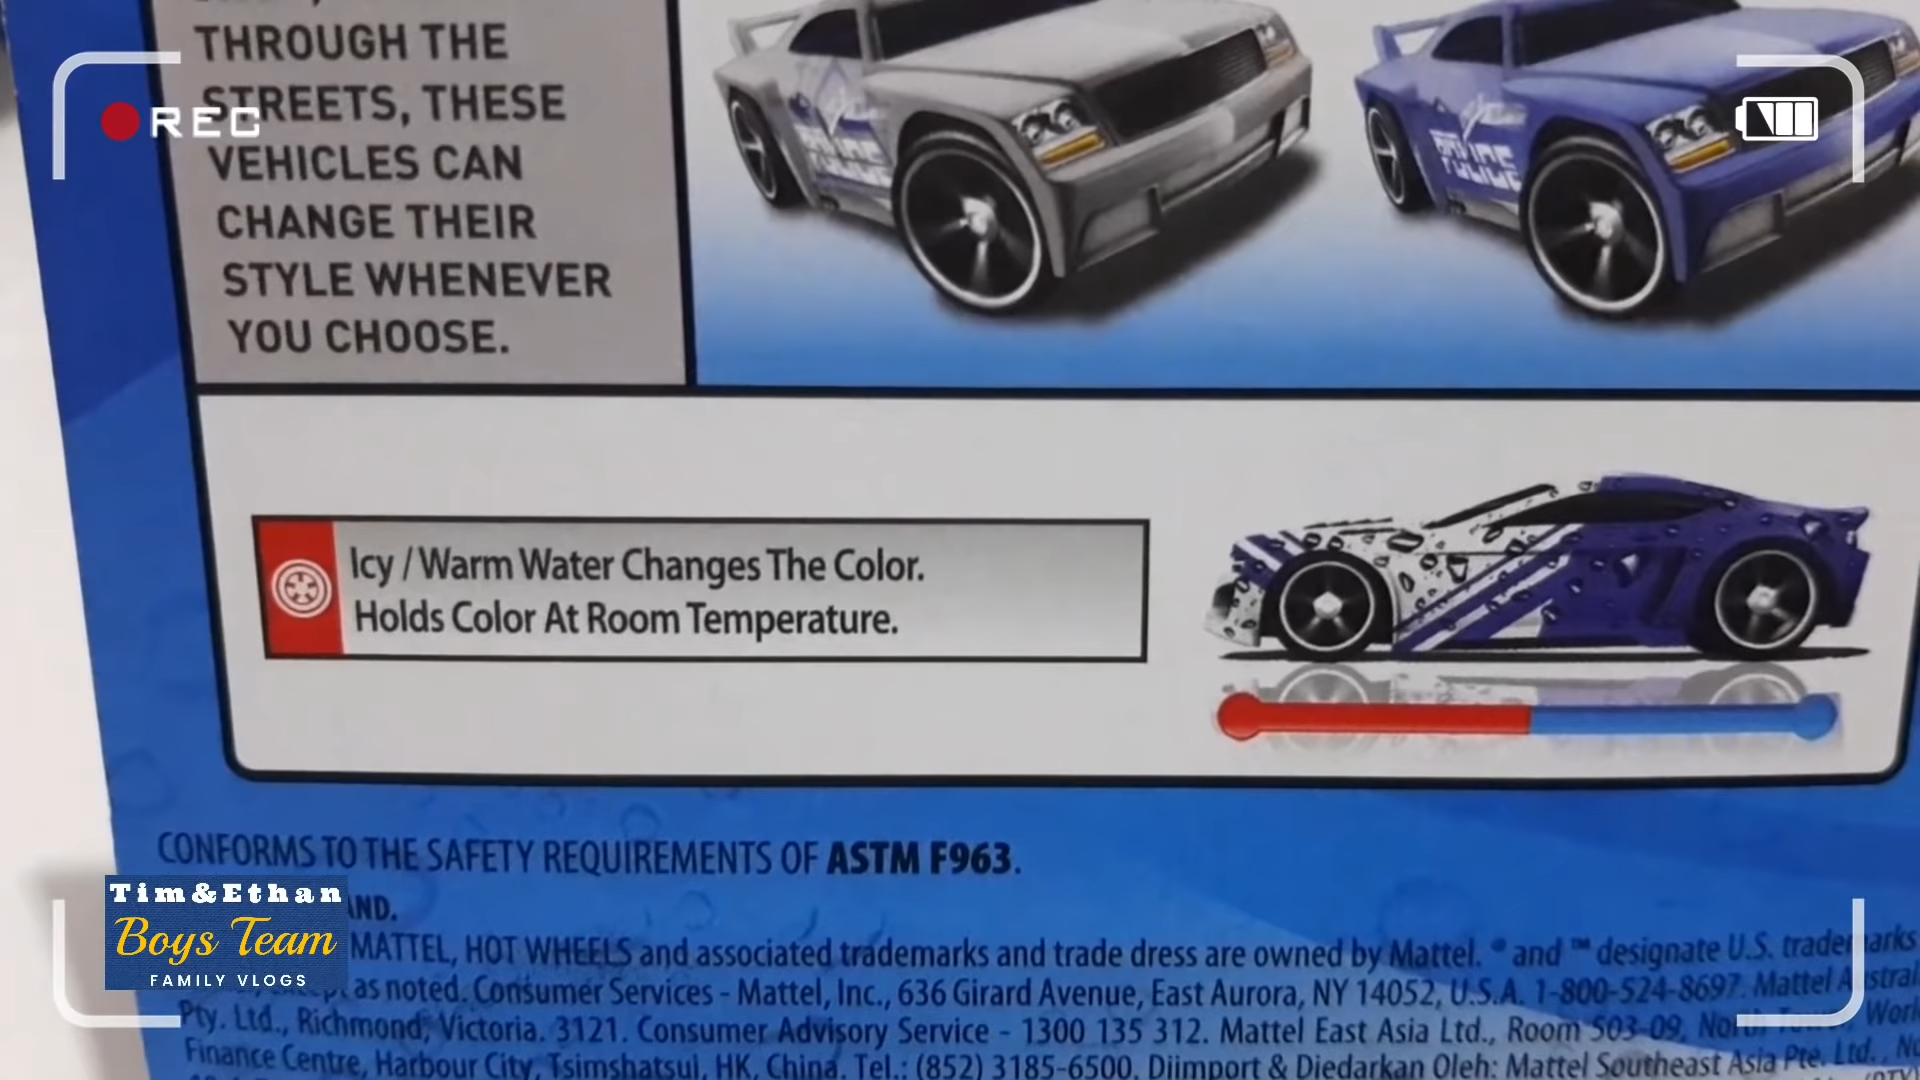 THROUGH THE
STREETS, THESE
VEHICLES CAN
CHANGE THEIR
STYLE WHENEVER
YOU CHOOSE.
REC
POLICE
POLICE
Icy / Warm Water Changes The Color.
Holds Color At Room Temperature.
CONFORMS TO THE SAFETY REQUIREMENTS OF ASTM F963.
AND.
MATTEL, HOT WHEELS and associated trademarks and trade dress are owned by Mattel. ® and ™ designate U.S. trademarks
as noted. Consumer Services - Mattel, Inc., 636 Girard Avenue, East Aurora, NY 14052, U.S.A. 1-800-524-8697. Mattel
Pty. Ltd., Richmond, Victoria. 3121. Consumer Advisory Service - 1300 135 312. Mattel East Asia Ltd., Room 503-09, North Tower,
Finance Centre, Harbour City, Tsimshatsui, HK, China. Tel.: (852) 3185-6500. Diimport & Diedarkan Oleh: Mattel Southeast Asia Pte. Ltd.,
Tim&Ethan
Boys Team
FAMILY VLOGS